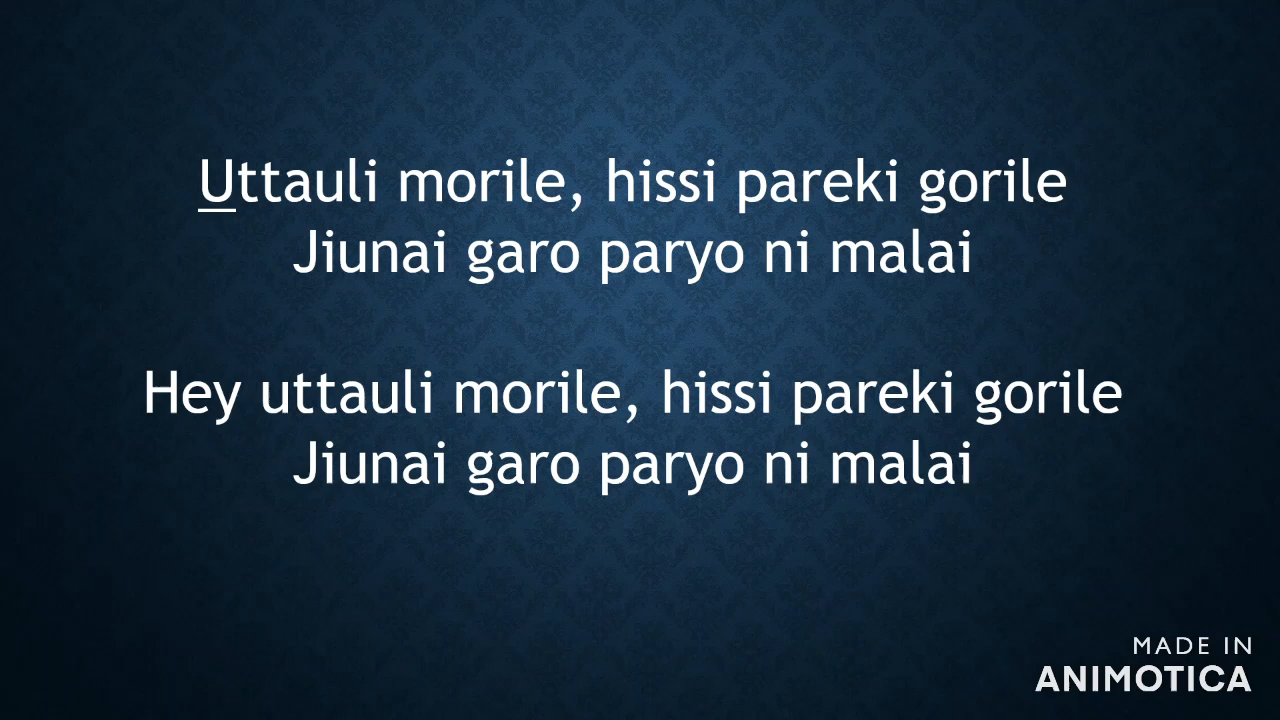 Uttauli morile, hissi pareki gorile
Jiunai garo paryo ni malai
Hey uttauli morile, hissi pareki gorile
Jiunai garo paryo ni malai
MADE IN
ANIMOTICA